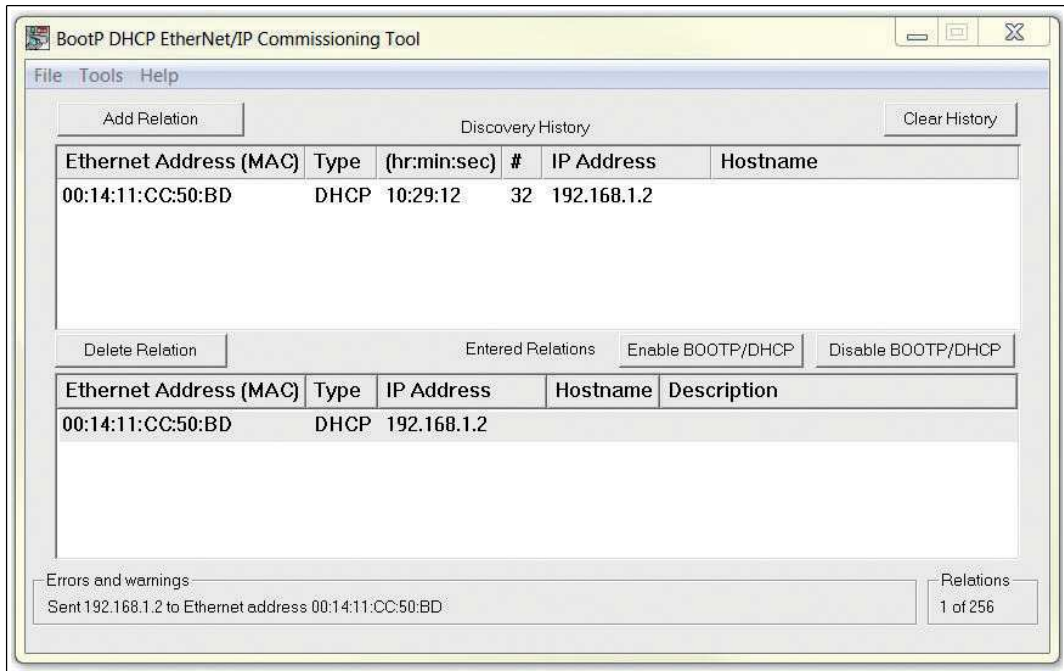 BootP DHCP EtherNet/IP Commissioning Tool
File Tools Help
Add Relation
Discovery History
Clear History
Ethernet Address (MAC) Type (hr:min:sec) # IP Address Hostname
00:14:11:CC:50:BD DHCP 10:29:12 32 192.168.1.2
Delete Relation
Entered Relations
Enable BOOTP/DHCP
Disable BOOTP/DHCP
Ethernet Address (MAC) Type IP Address Hostname Description
00:14:11:CC:50:BD DHCP 192.168.1.2
Errors and warnings
Sent 192.168.1.2 to Ethernet address 00:14:11:CC:50:BD
Relations
1 of 256